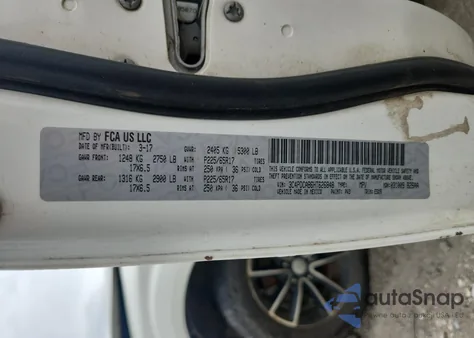 MFD BY FCA US LLC
DATE OF MFR(BUILT): 3-17 GVWR: 2405 KG 5300 LB
GAWR FRONT: 1248 KG 2750 LB P225/65R17 TIRES
17X6.5 RIMS AT 250 KPA 36 PSI COLD
GAWR REAR: 1316 KG 2900 LB P225/65R17 TIRES
17X6.5 RIMS AT 250 KPA 36 PSI COLD
THIS VEHICLE CONFORMS TO ALL APPLICABLE U.S.A. FEDERAL MOTOR VEHICLE SAFETY AND
THEFT PREVENTION STANDARDS IN EFFECT ON THE DATE OF MANUFACTURE SHOWN ABOVE.
VIN: TYPE: MPV
VEHICLE MADE IN MEXICO PAINT:
autoSnap